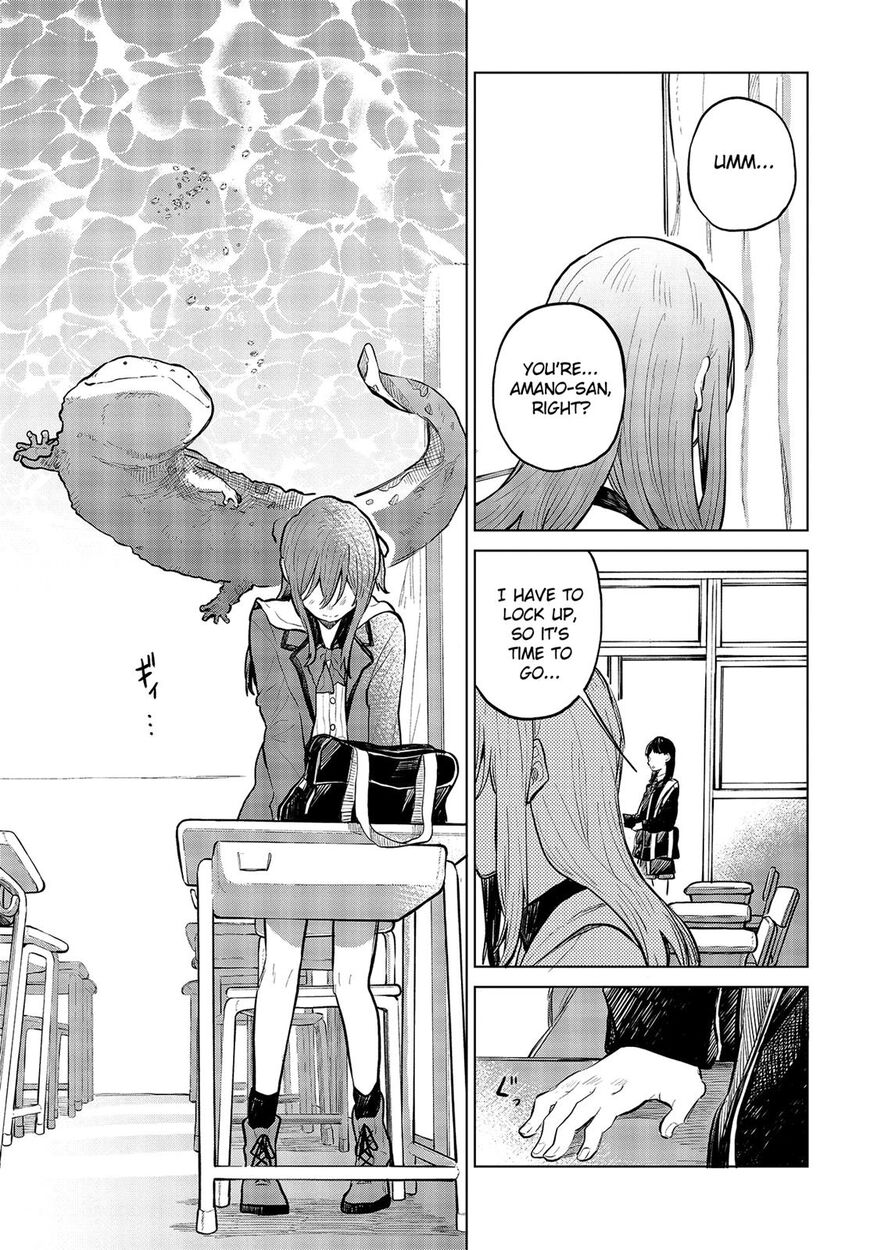 UMM...
YOU'RE...
AMANO-SAN,
RIGHT?
I HAVE TO
LOCK UP,
SO IT'S
TIME TO
GO...
ぐっ
ギィ…